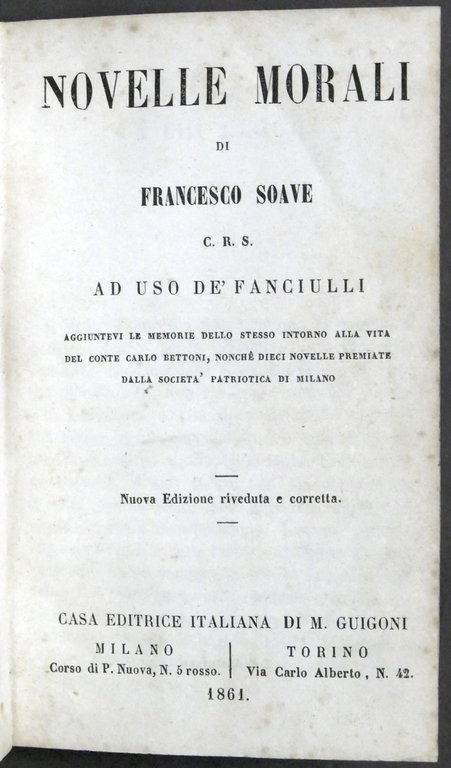 NOVELLE MORALI
DI
FRANCESCO SOAVE
C. R. S.
AD USO DE' FANCIULLI
AGGIUNTEVI LE MEMORIE DELLO STESSO INTORNO ALLA VITA
DEL CONTE CARLO BETTONI, NONCHÉ DIECI NOVELLE PREMIATE
DALLA SOCIETA' PATRIOTICA DI MILANO
Nuova Edizione riveduta e corretta.
CASA EDITRICE ITALIANA DI M. GUIGONI
MILANO
Corso di P. Nuova, N. 5 rosso.
TORINO
Via Carlo Alberto, N. 42.
1861.